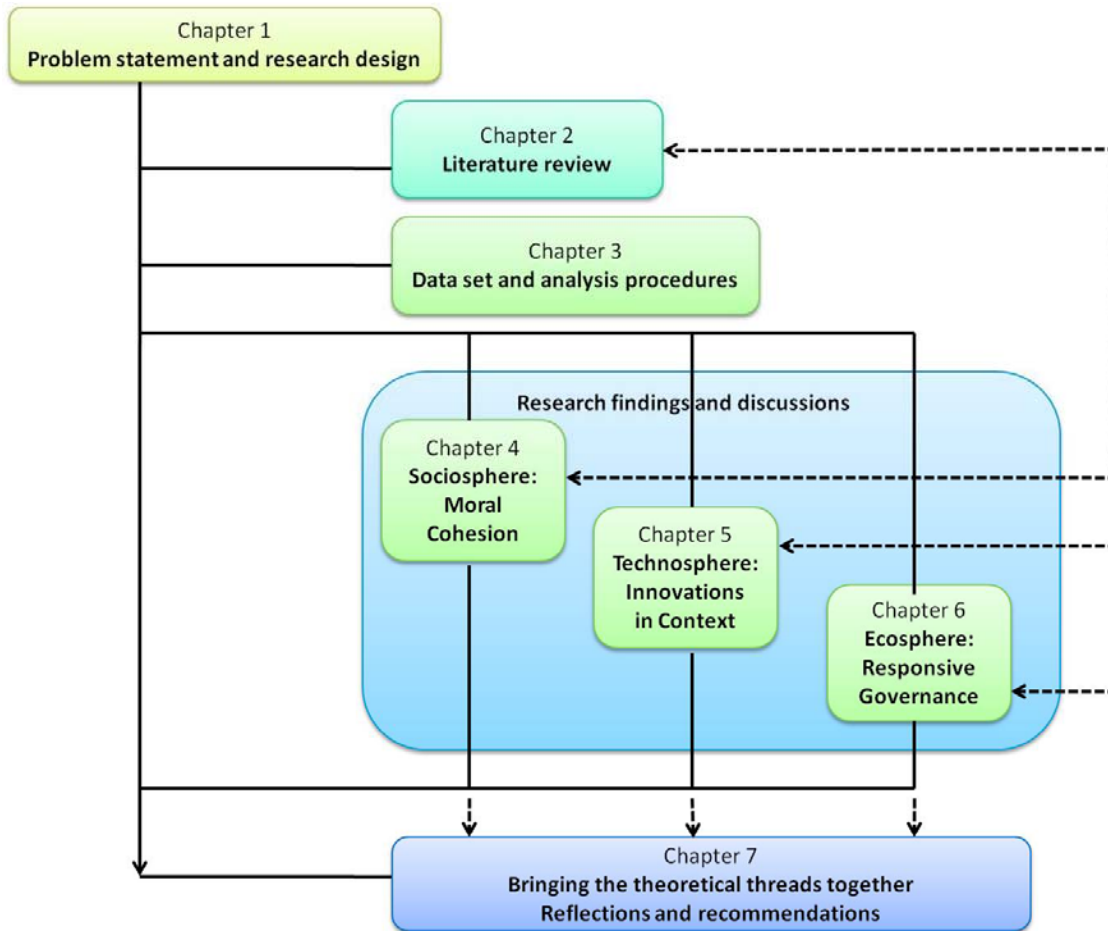 Chapter 1
Problem statement and research design
Chapter 2
Literature review
Chapter 3
Data set and analysis procedures
Research findings and discussions
Chapter 4
Sociosphere:
Moral
Cohesion
Chapter 5
Technosphere:
Innovations
in Context
Chapter 6
Ecosphere:
Responsive
Governance
Chapter 7
Bringing the theoretical threads together
Reflections and recommendations